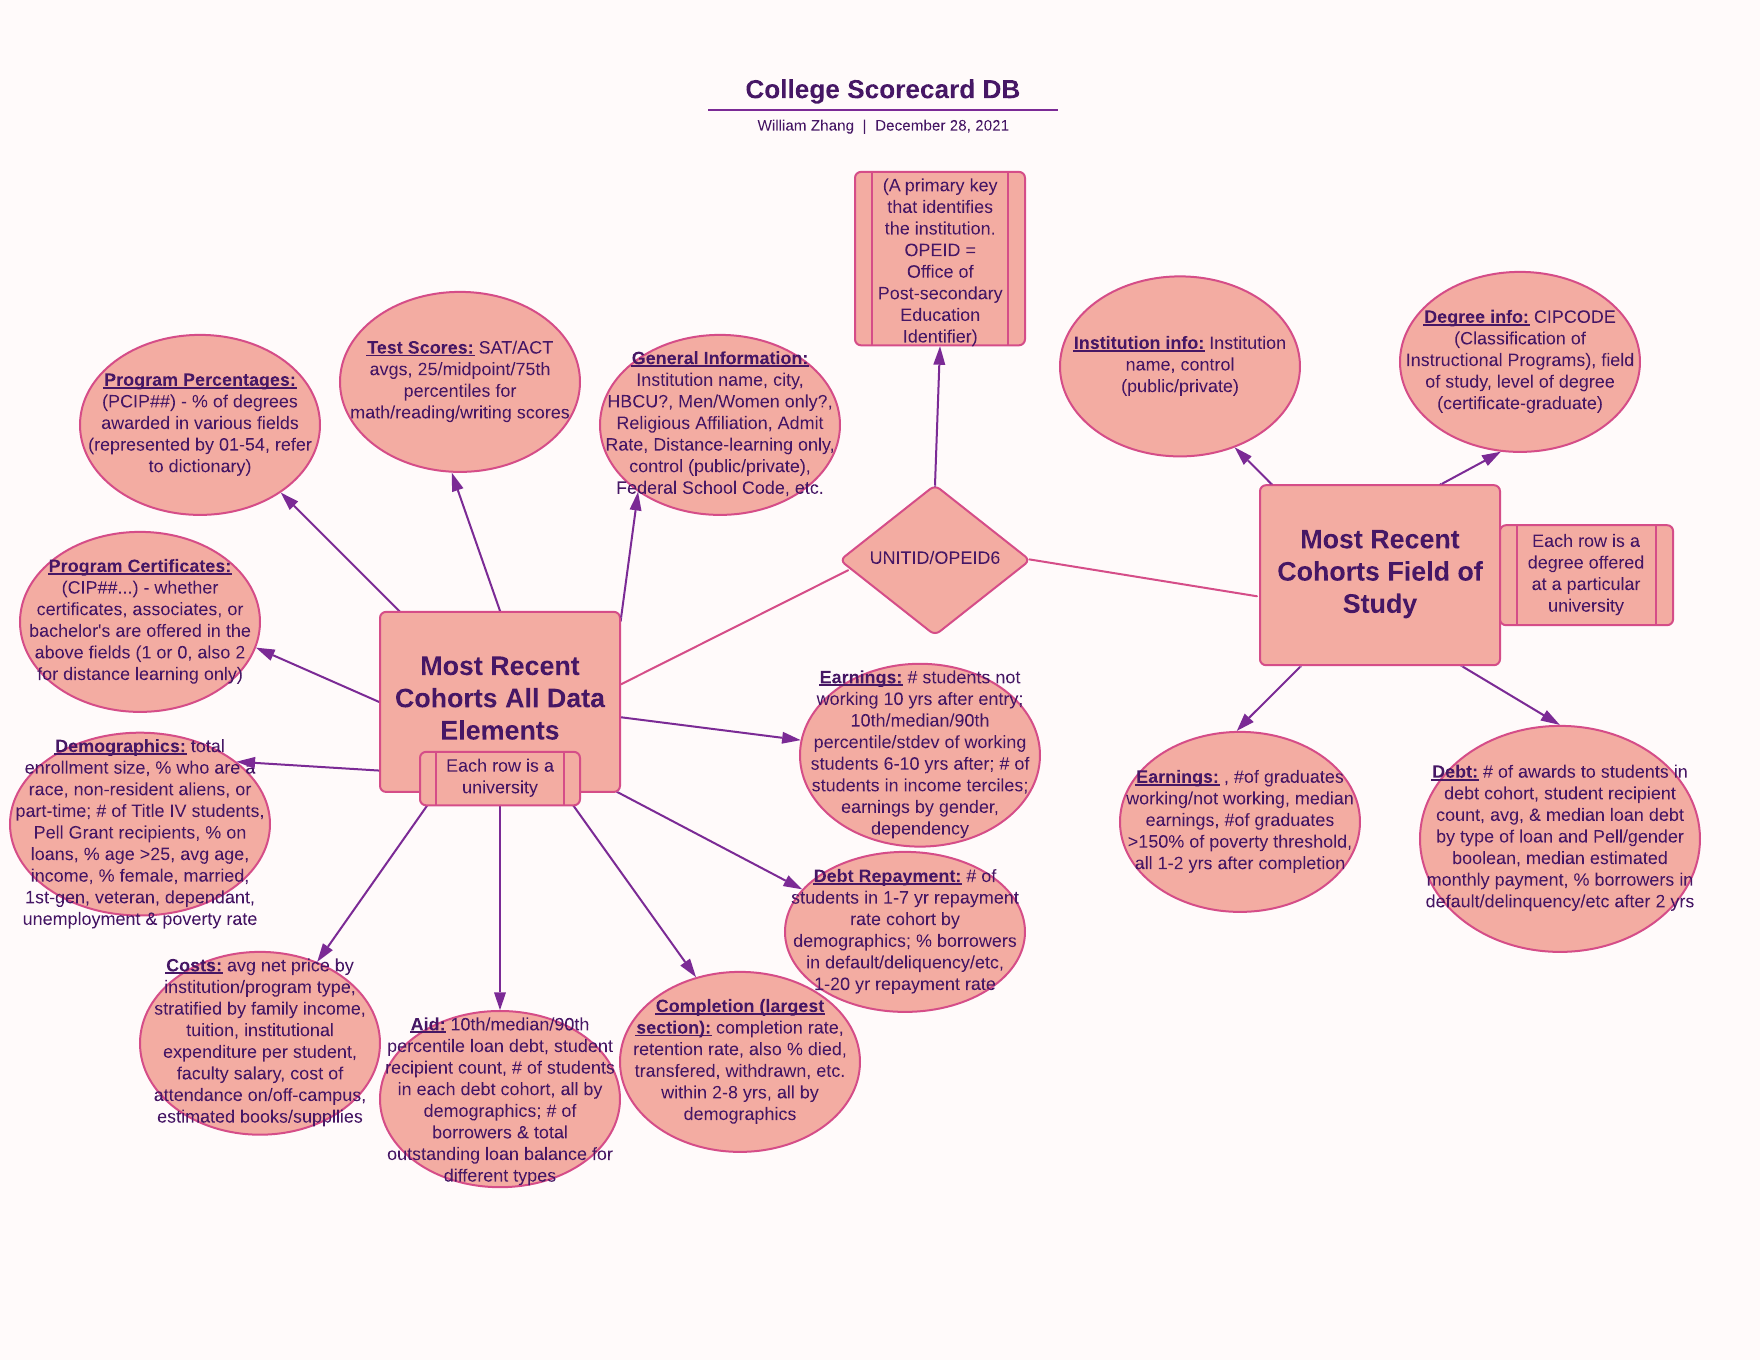 College Scorecard DB
William Zhang | December 28, 2021
(A primary key
that identifies
the institution.
OPEID =
Office of
Post-secondary
Education
Identifier)
Test Scores: SAT/ACT
avgs, 25/midpoint/75th
percentiles for
math/reading/writing scores
Program Percentages:
(PCIP##) - % of degrees
awarded in various fields
(represented by 01-54, refer
to dictionary)
General Information:
Institution name, city,
HBCU?, Men/Women only?,
Religious Affiliation, Admit
Rate, Distance-learning only,
control (public/private),
Federal School Code, etc.
Institution info: Institution
name, control
(public/private)
Degree info: CIPCODE
(Classification of
Instructional Programs), field
of study, level of degree
(certificate-graduate)
UNITID/OPEID6
Most Recent
Cohorts Field of
Study
Each row is a
degree offered
at a particular
university
Program Certificates:
(CIP##...) - whether
certificates, associates, or
bachelor's are offered in the
above fields (1 or 0, also 2
for distance learning only)
Most Recent
Cohorts All Data
Elements
Each row is a
university
Demographics: total
enrollment size, % who are a
race, non-resident aliens, or
part-time; # of Title IV students,
Pell Grant recipients, % on
loans, % age >25, avg age,
income, % female, married,
1st-gen, veteran, dependant,
unemployment & poverty rate
Earnings: # students not
working 10 yrs after entry;
10th/median/90th
percentile/stdev of working
students 6-10 yrs after; # of
students in income terciles;
earnings by gender,
dependency
Earnings: , #of graduates
working/not working, median
earnings, #of graduates
>150% of poverty threshold,
all 1-2 yrs after completion
Debt: # of awards to students in
debt cohort, student recipient
count, avg, & median loan debt
by type of loan and Pell/gender
boolean, median estimated
monthly payment, % borrowers in
default/delinquency/etc after 2 yrs
Debt Repayment: # of
students in 1-7 yr repayment
rate cohort by
demographics; % borrowers
in default/deliquency/etc,
1-20 yr repayment rate
Costs: avg net price by
institution/program type,
stratified by family income,
tuition, institutional
expenditure per student,
faculty salary, cost of
attendance on/off-campus,
estimated books/suppllies
Aid: 10th/median/90th
percentile loan debt, student
recipient count, # of students
in each debt cohort, all by
demographics; # of
borrowers & total
outstanding loan balance for
different types
Completion (largest
section): completion rate,
retention rate, also % died,
transfered, withdrawn, etc.
within 2-8 yrs, all by
demographics